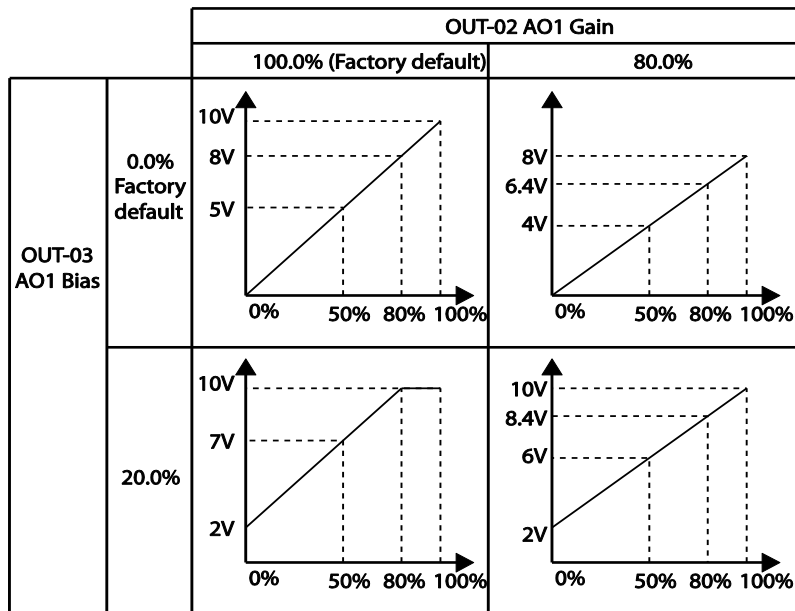 OUT-02 AO1 Gain
100.0% (Factory default)
80.0%
OUT-03
AO1 Bias
0.0%
Factory
default
10V
8V
5V
0%
50%
80%
100%
8V
6.4V
4V
0%
50%
80%
100%
20.0%
10V
7V
2V
0%
50%
80%
100%
10V
8.4V
6V
2V
0%
50%
80%
100%